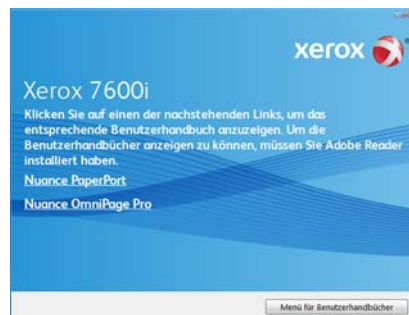 xerox
Xerox 7600i
Klicken Sie auf einen der nachstehenden Links, um das
entsprechende Benutzerhandbuch anzuzeigen. Um die
Benutzerhandbücher anzeigen zu können, müssen Sie Adobe Reader
installiert haben.
Nuance PaperPort
Nuance OmniPage Pro
Menü für Benutzerhandbücher